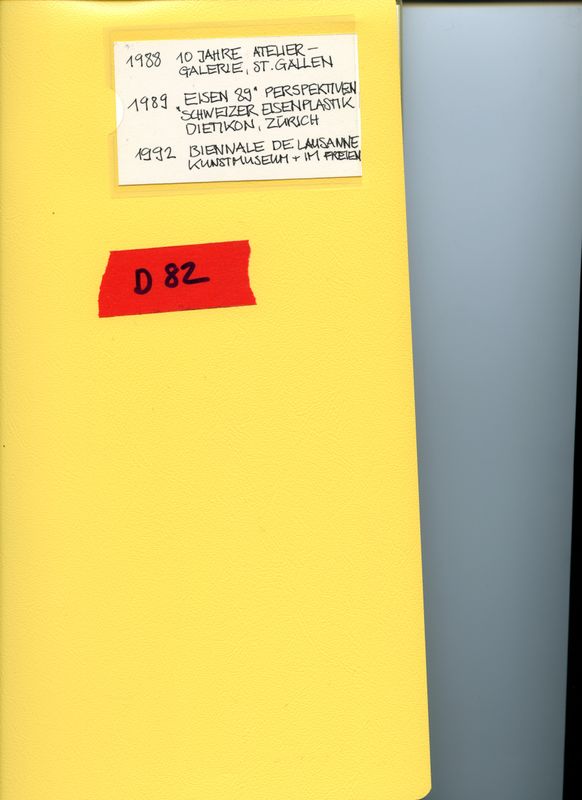 1988 10 JAHRE ATELIER-
GALERIE, ST. GALLEN
1989 EISEN 89" PERSPEKTIVEN
"SCHWEIZER EISENPLASTIK
DIETIKON, ZÜRICH
1992 BIENNALE DE LAUSANNE
KUNSTMUSEUM + IM FREIEN
D 82